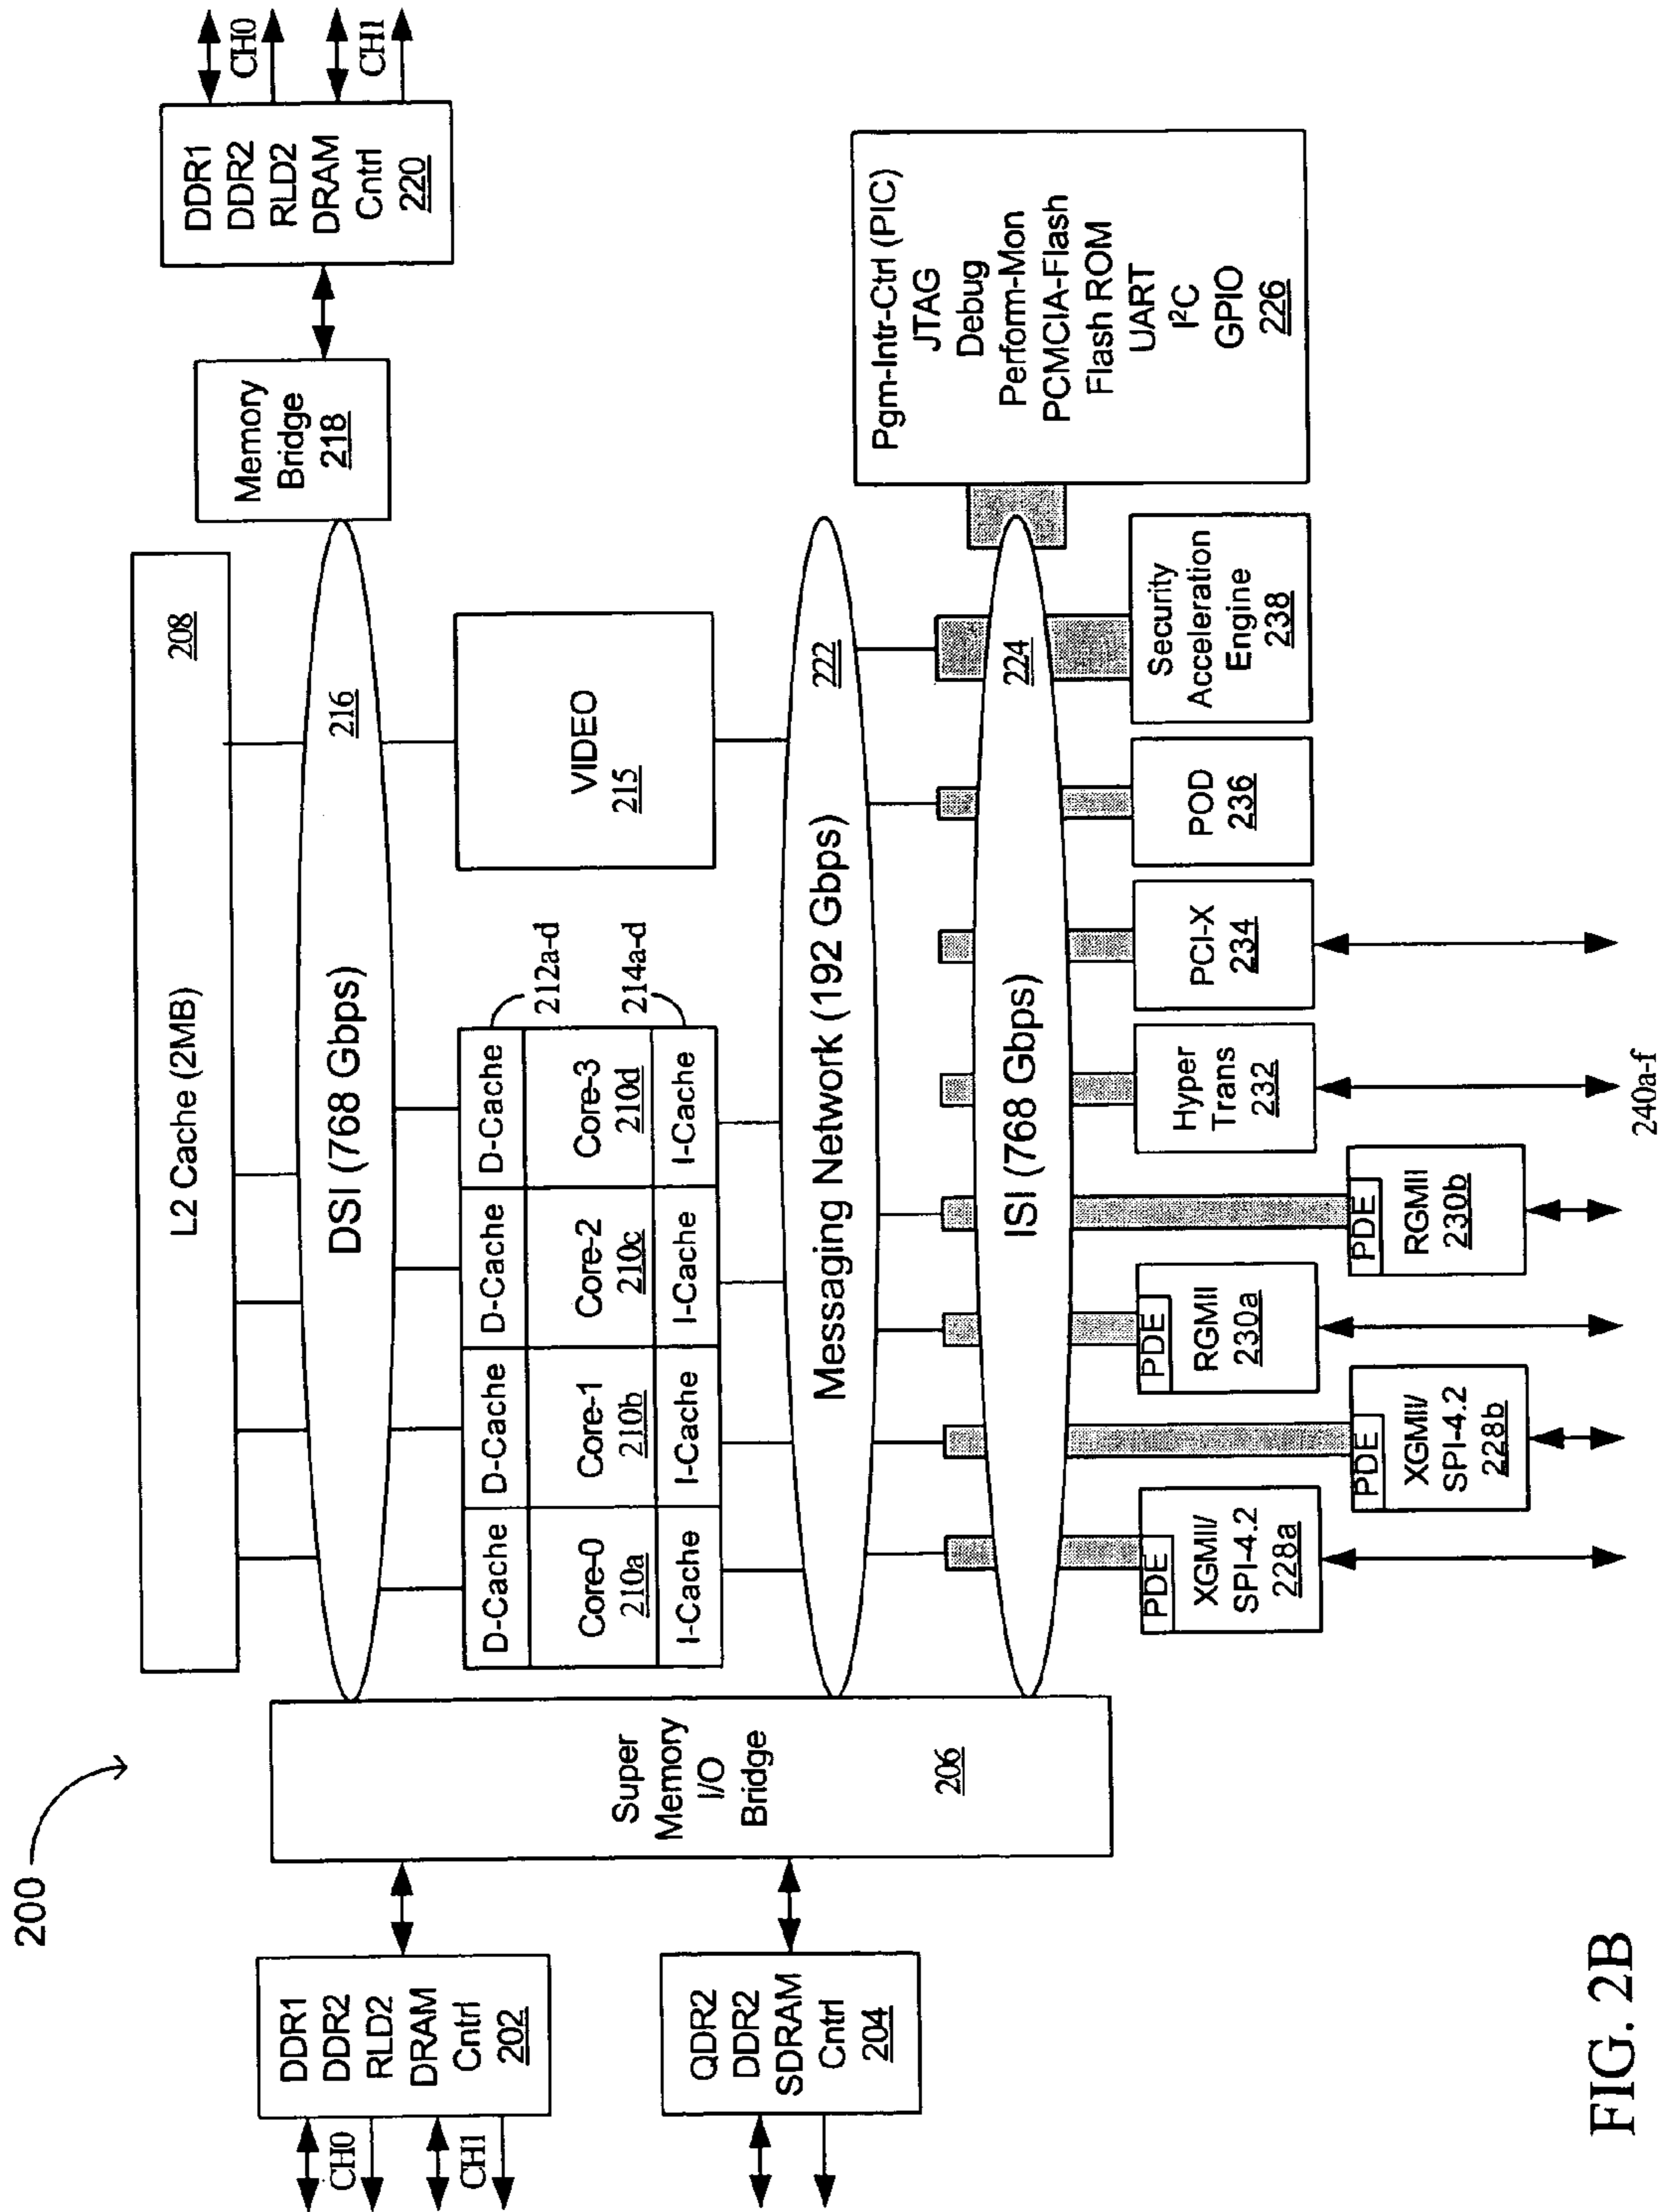 200
L2 Cache (2MB)
208
DSI (768 Gbps)
216
Memory
Bridge
218
DDR1
DDR2
RLD2
DRAM
Cntrl
220
CH0
CH1
DDR1
DDR2
RLD2
DRAM
Cntrl
202
CH0
CH1
QDR2
DDR2
SDRAM
Cntrl
204
Super
Memory
I/O
Bridge
206
D-Cache
D-Cache
D-Cache
D-Cache
212a-d
Core-0
210a
Core-1
210b
Core-2
210c
Core-3
210d
I-Cache
I-Cache
I-Cache
I-Cache
214a-d
VIDEO
215
Messaging Network (192 Gbps)
222
ISI (768 Gbps)
224
Pgm-Intr-Ctrl (PIC)
JTAG
Debug
Perform-Mon
PCMCIA-Flash
Flash ROM
UART
I²C
GPIO
226
PDE
XGMII/
SPI-4.2
228a
PDE
XGMII/
SPI-4.2
228b
PDE
RGMII
230a
PDE
RGMII
230b
Hyper
Trans
232
PCI-X
234
POD
236
Security
Acceleration
Engine
238
240a-f
FIG. 2B